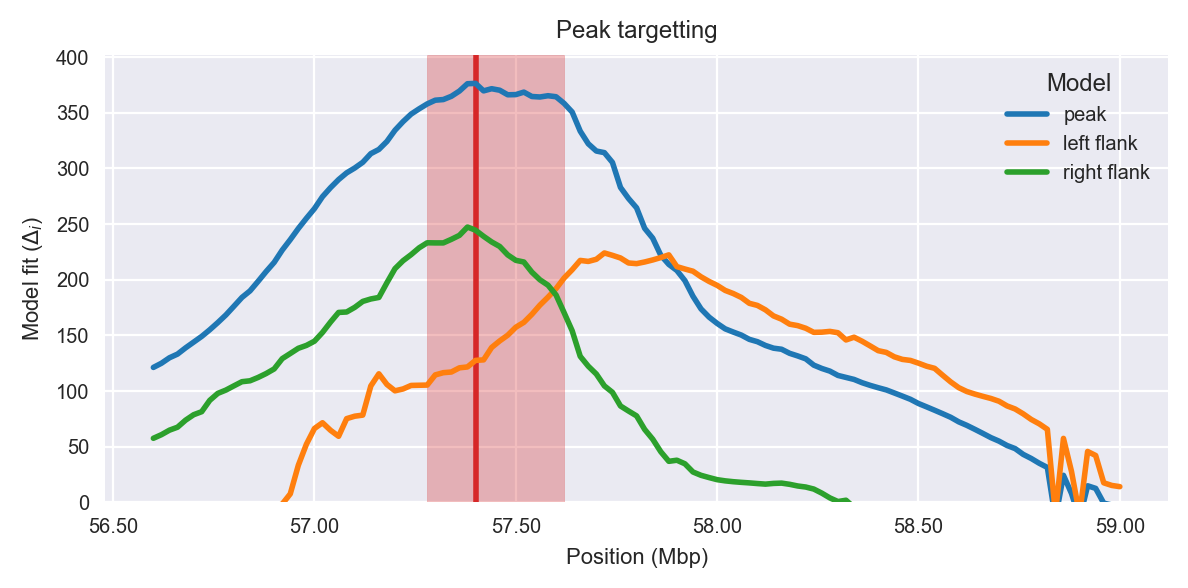 Peak targetting
Model fit (Δᵢ)
400
350
300
250
200
150
100
50
0
Model
peak
left flank
right flank
56.50 57.00 57.50 58.00 58.50 59.00
Position (Mbp)